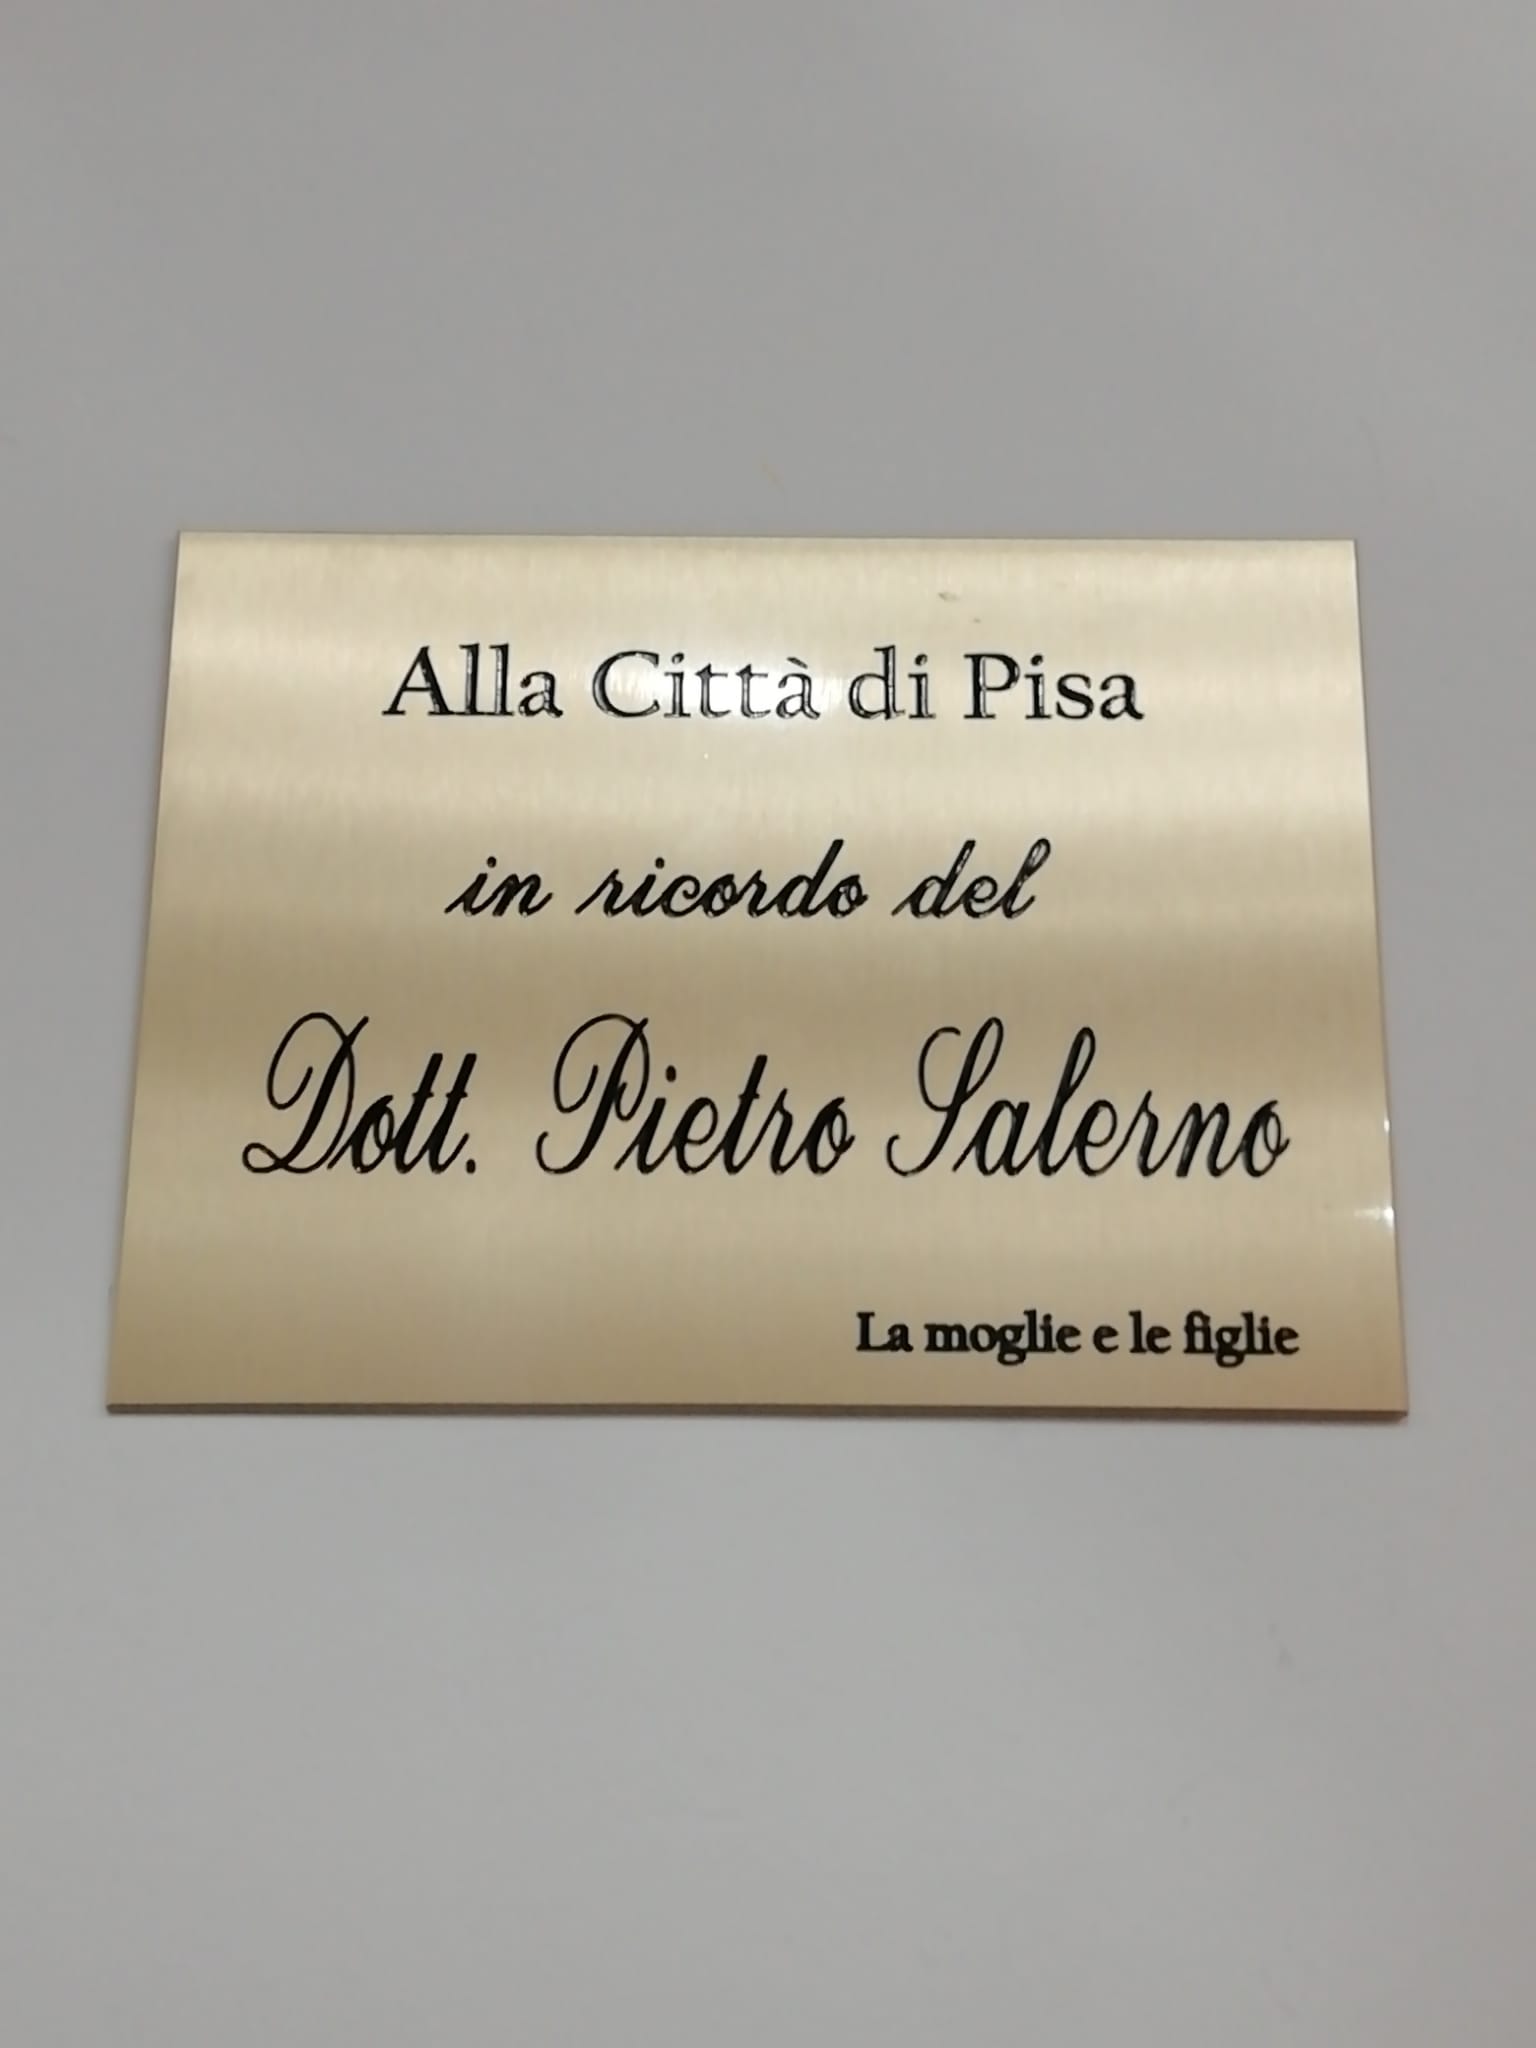 Alla Città di Pisa
in ricordo del
Dott. Pietro Salerno
La moglie e le figlie